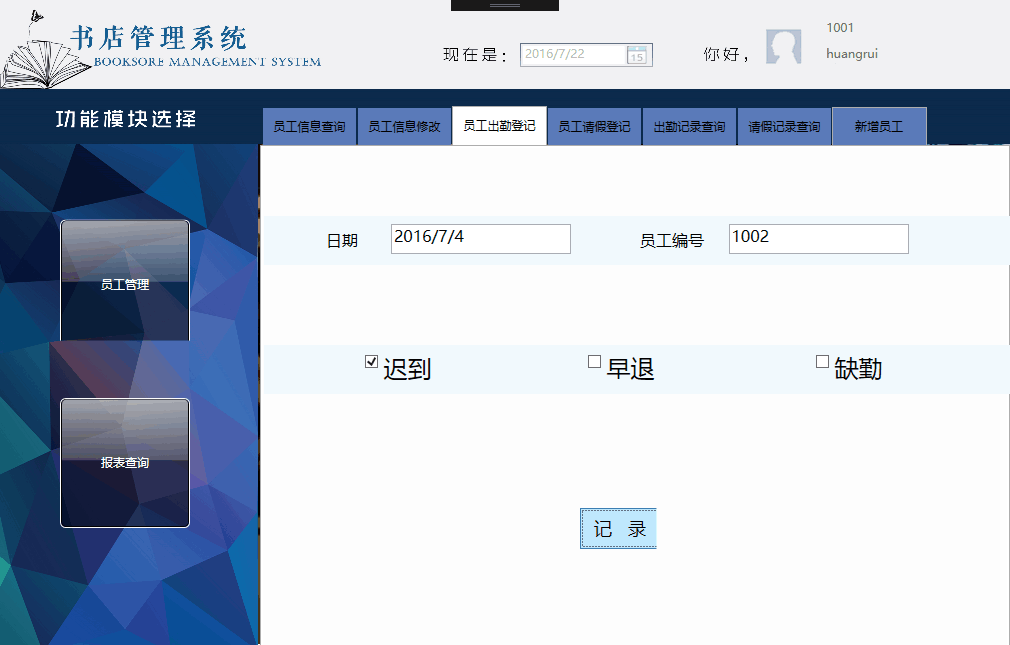 书店管理系统
BOOKSORE MANAGEMENT SYSTEM
现在是：
2016/7/22
15
你好，
1001
huangrui
功能模块选择
员工信息查询
员工信息修改
员工出勤登记
员工请假登记
出勤记录查询
请假记录查询
新增员工
日期
2016/7/4
员工编号
1002
员工管理
迟到
早退
缺勤
报表查询
记 录